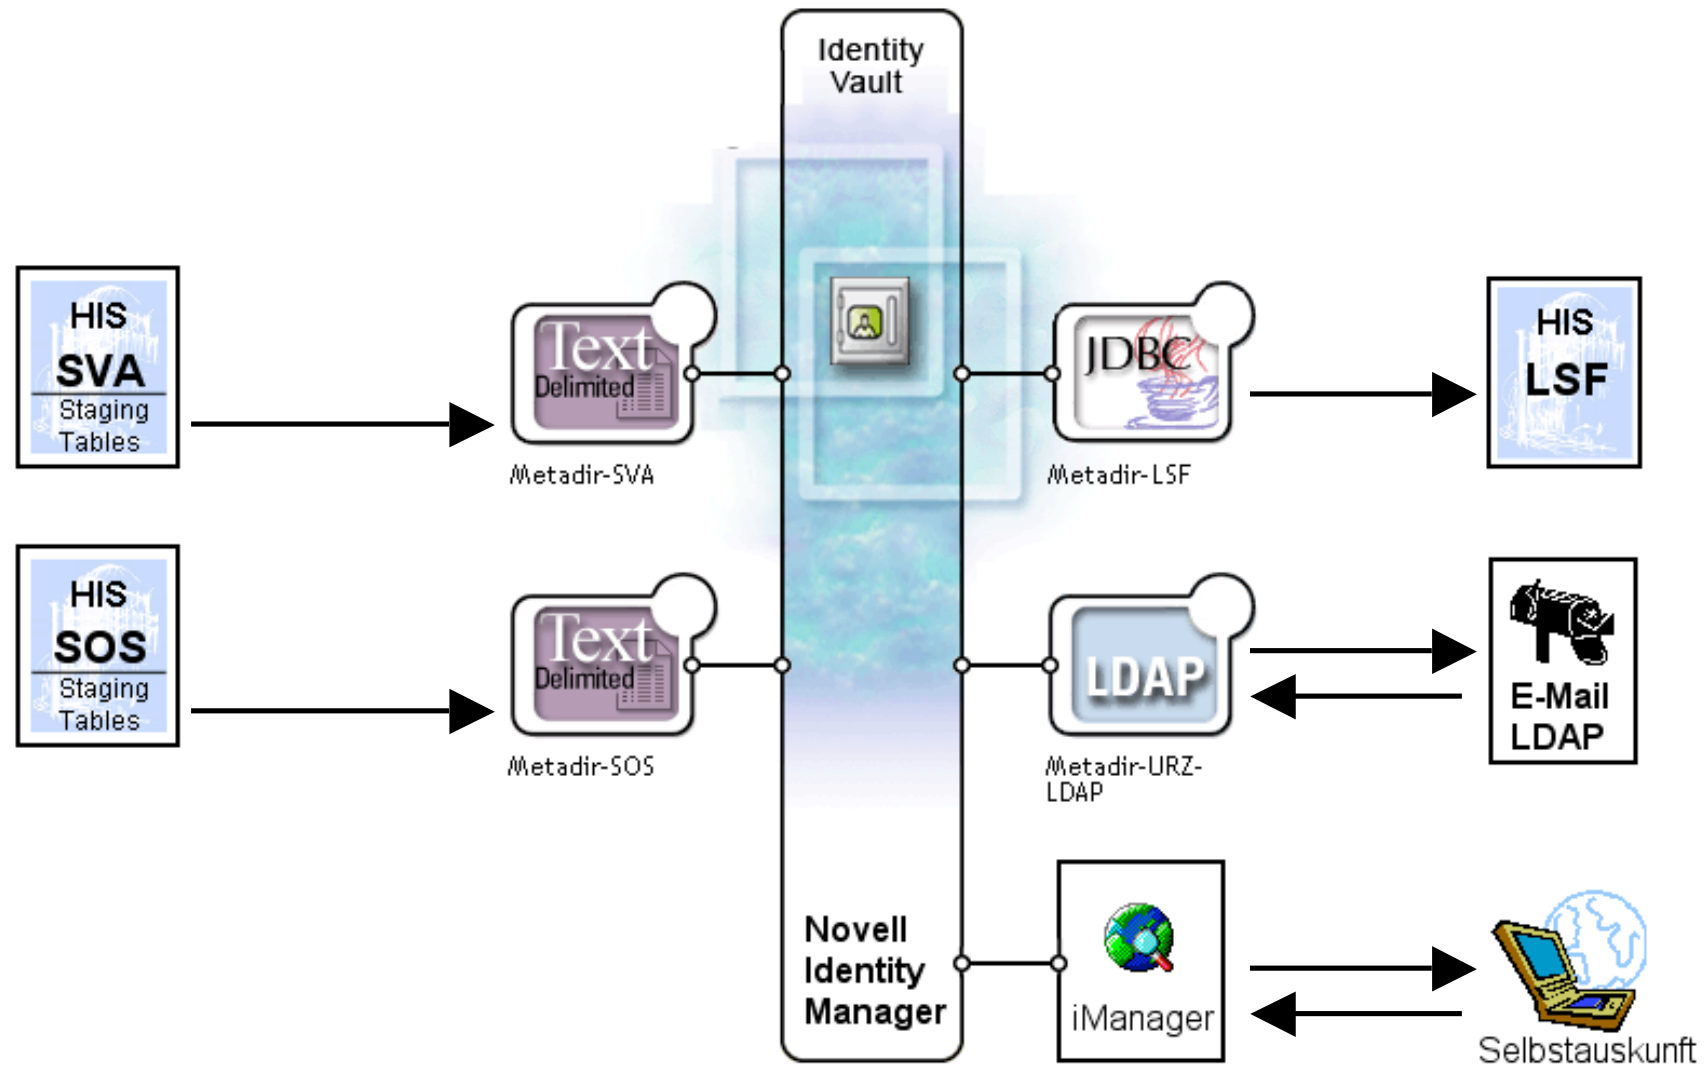 Identity
Vault
HIS
SVA
Staging
Tables
Text
Delimited
Metadir-SVA
JDBC
Metadir-LSF
HIS
LSF
HIS
SOS
Staging
Tables
Text
Delimited
Metadir-SOS
LDAP
Metadir-URZ-
LDAP
E-Mail
LDAP
Novell
Identity
Manager
iManager
Selbstauskunft